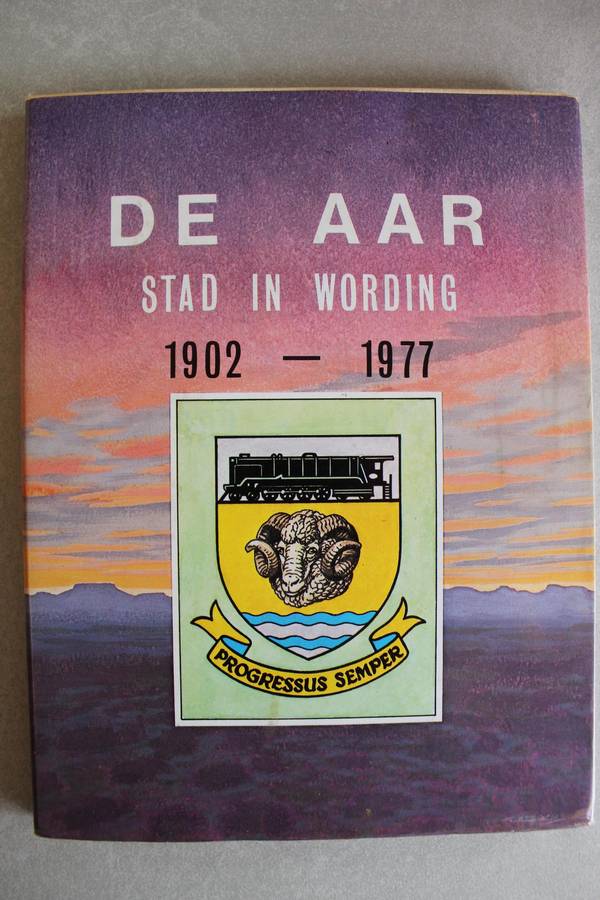 DE AAR
STAD IN WORDING
1902 — 1977
PROGRESSUS SEMPER